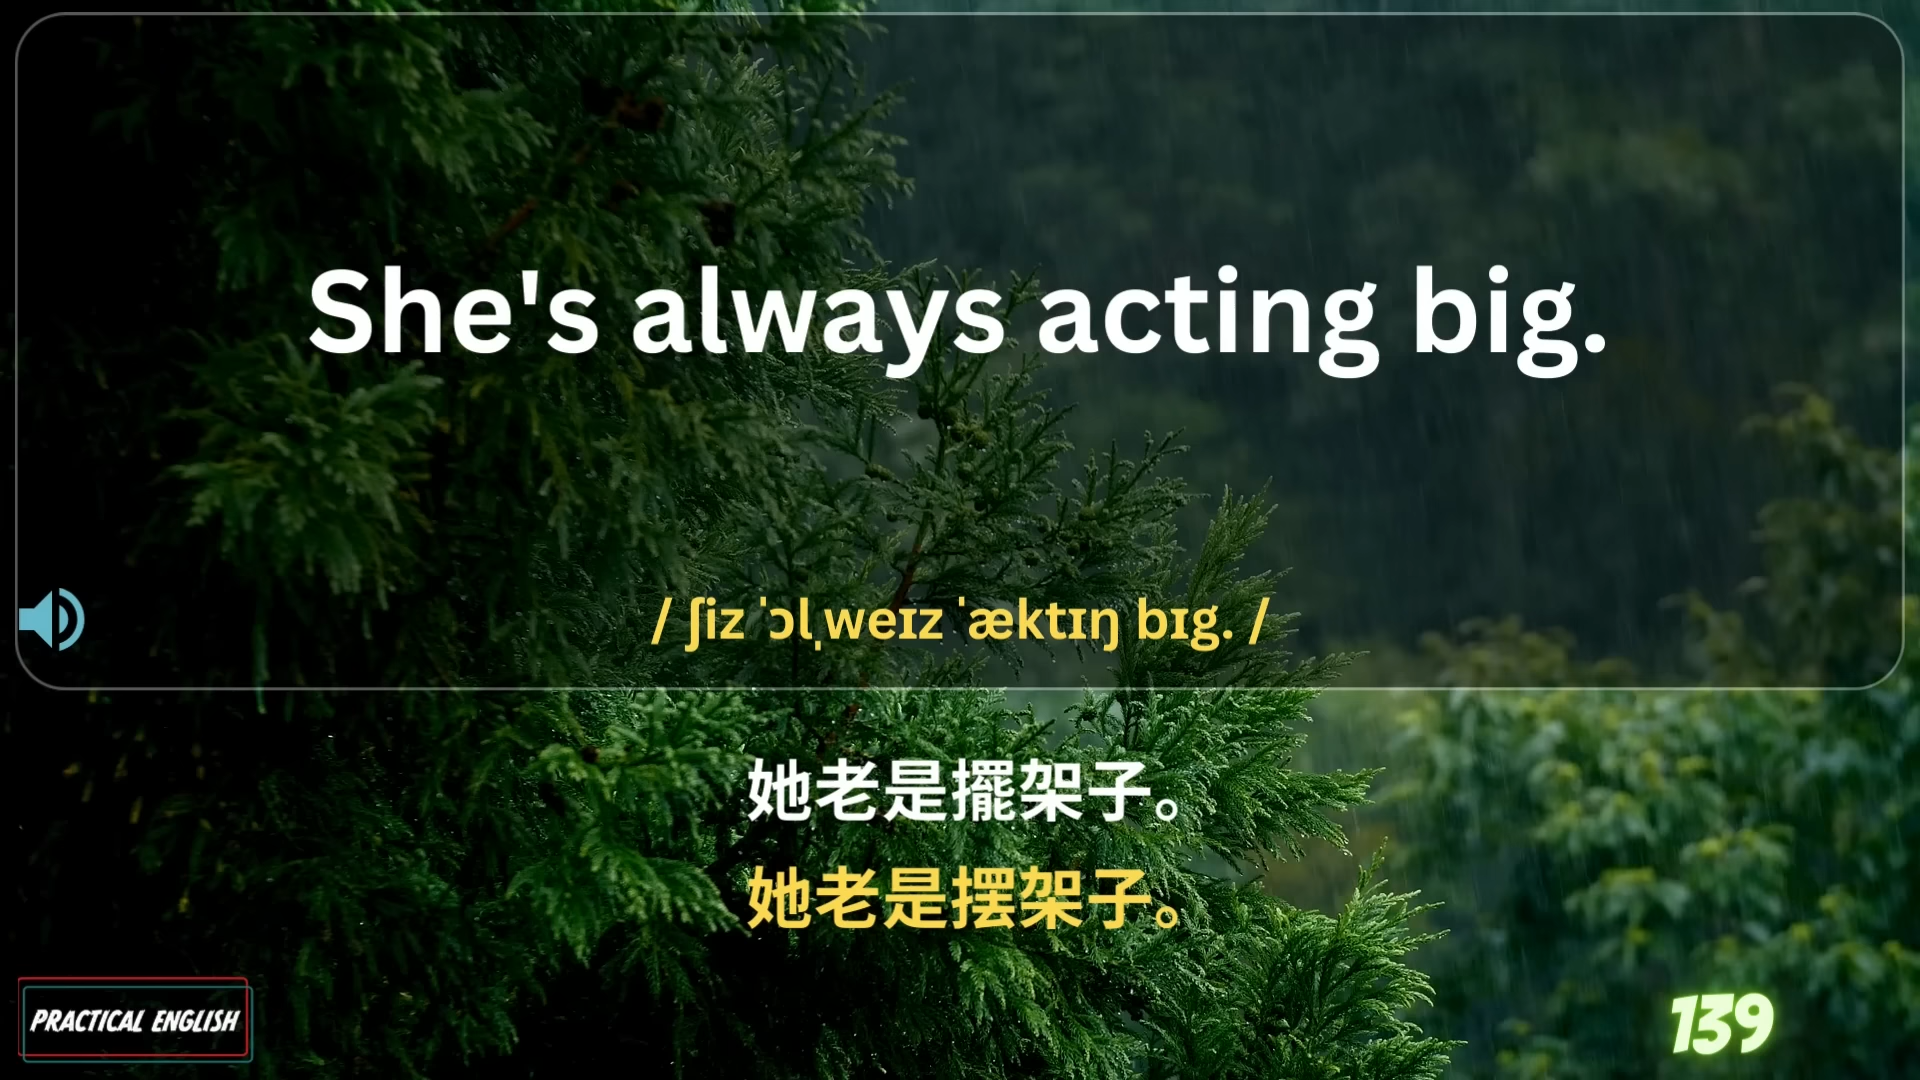 She's always acting big.
/ ʃiz ˈɔlˌweɪz ˈæktɪŋ bɪg. /
她老是擺架子。
她老是摆架子。
PRACTICAL ENGLISH
139